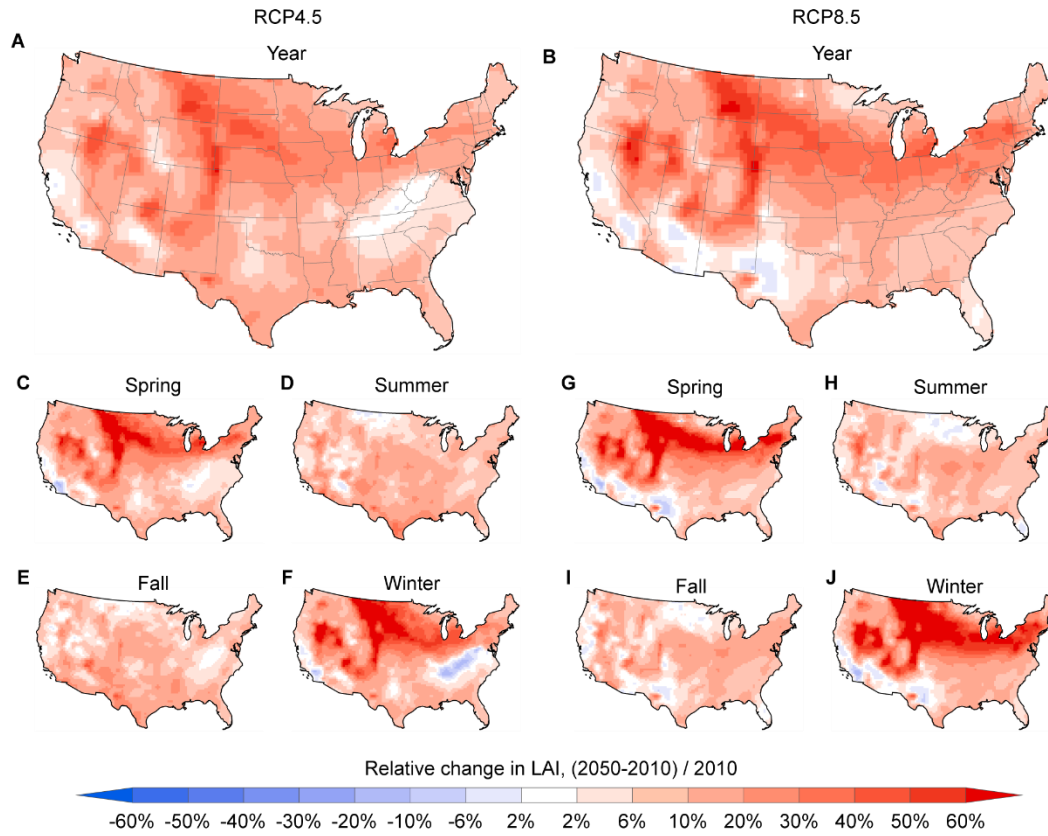 RCP4.5 RCP8.5
A Year B Year
C Spring D Summer G Spring H Summer
E Fall F Winter I Fall J Winter
Relative change in LAI, (2050-2010) / 2010
-60% -50% -40% -30% -20% -10% -6% 2% 2% 6% 10% 20% 30% 40% 50% 60%